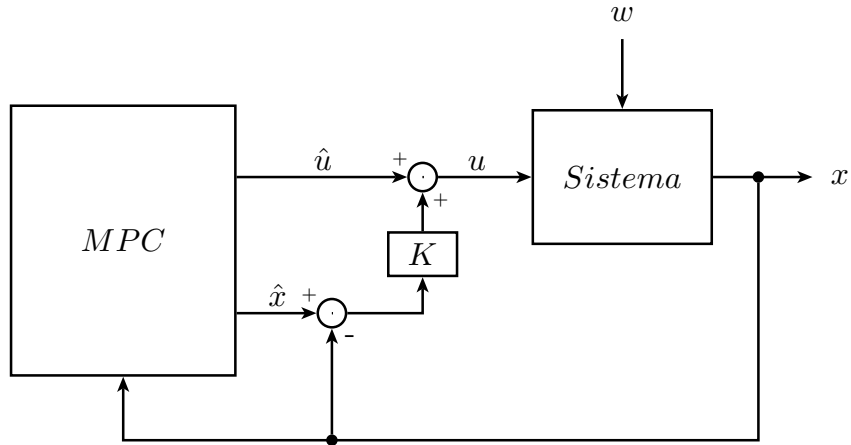 w
û
+
u
Sistema
x
+
MPC
K
x̂
+
-